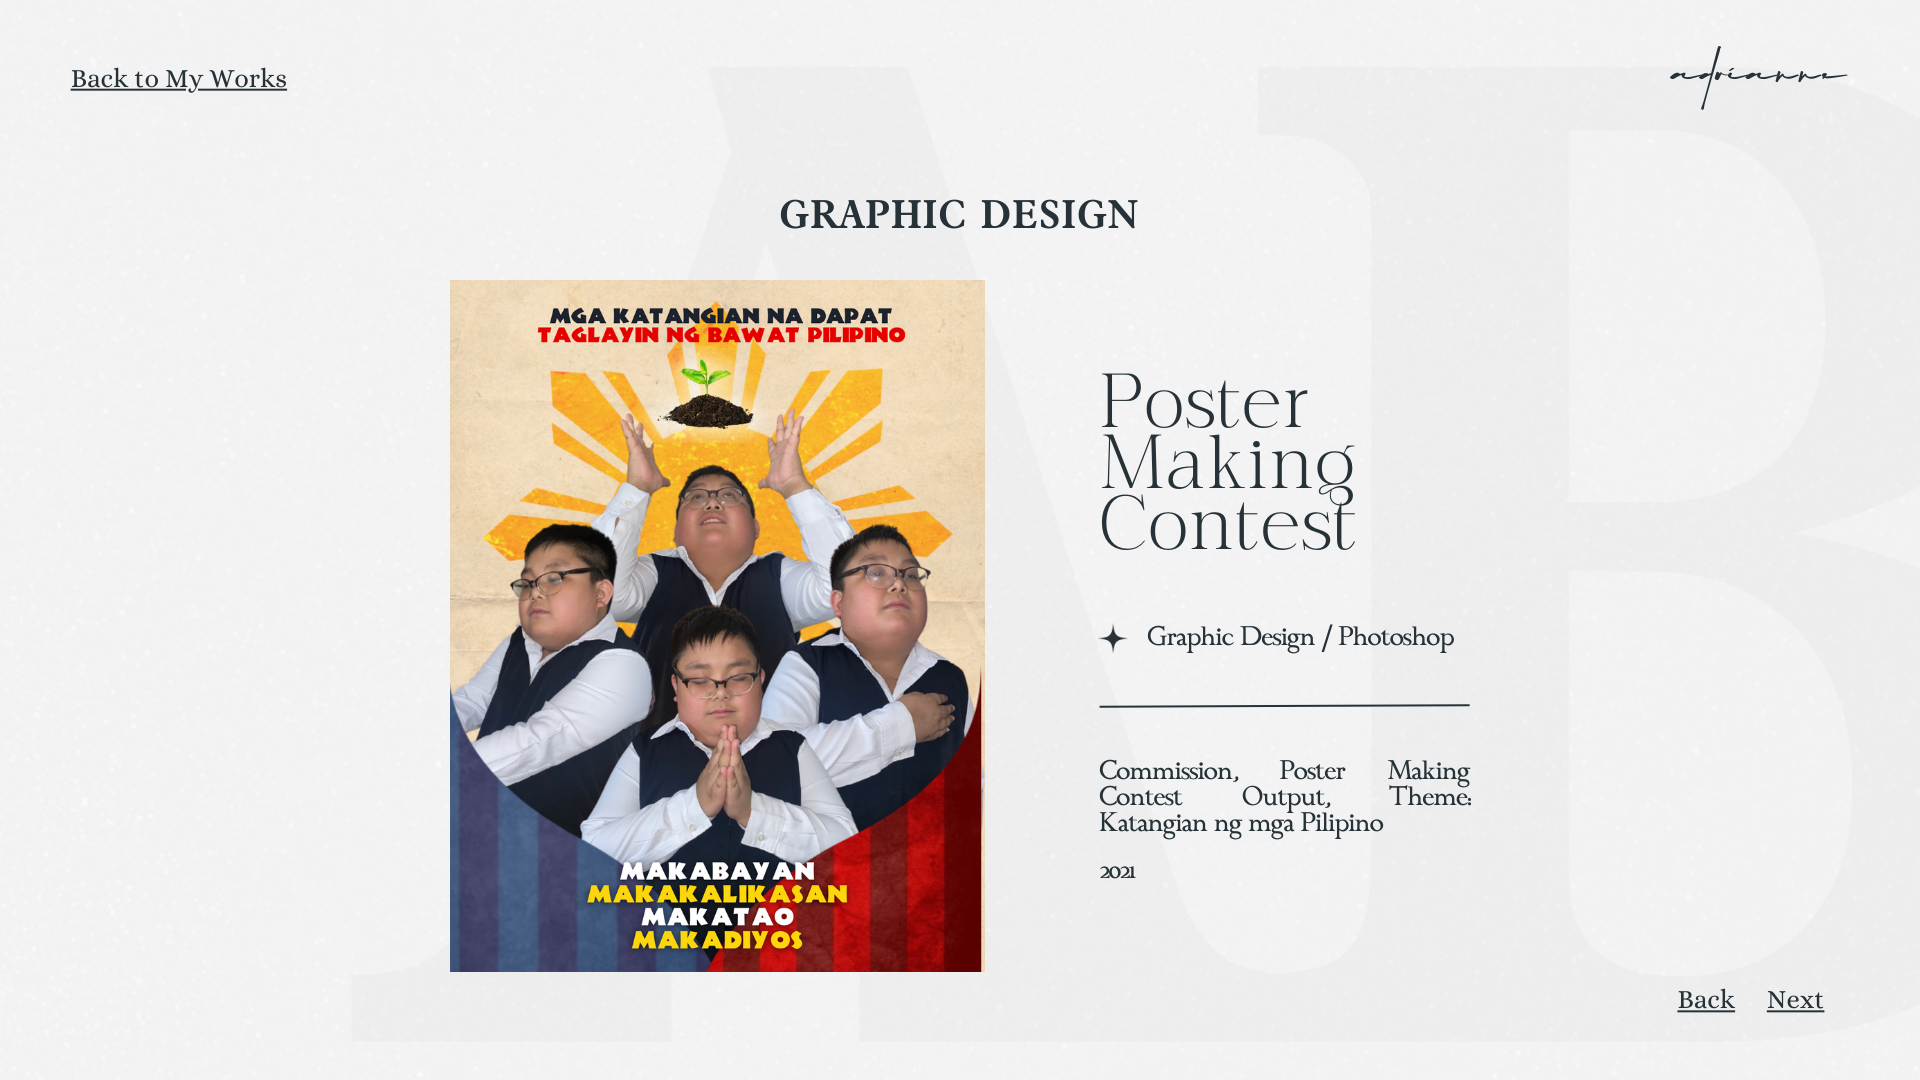 Back to My Works
adrianne
GRAPHIC DESIGN
MGA KATANGIAN NA DAPAT
TAGLAYIN NG BAWAT PILIPINO
MAKABAYAN
MAKAKALIKASAN
MAKATAO
MAKADIYOS
Poster
Making
Contest
Graphic Design / Photoshop
Commission, Poster Making
Contest Output, Theme:
Katangian ng mga Pilipino
2021
Back Next